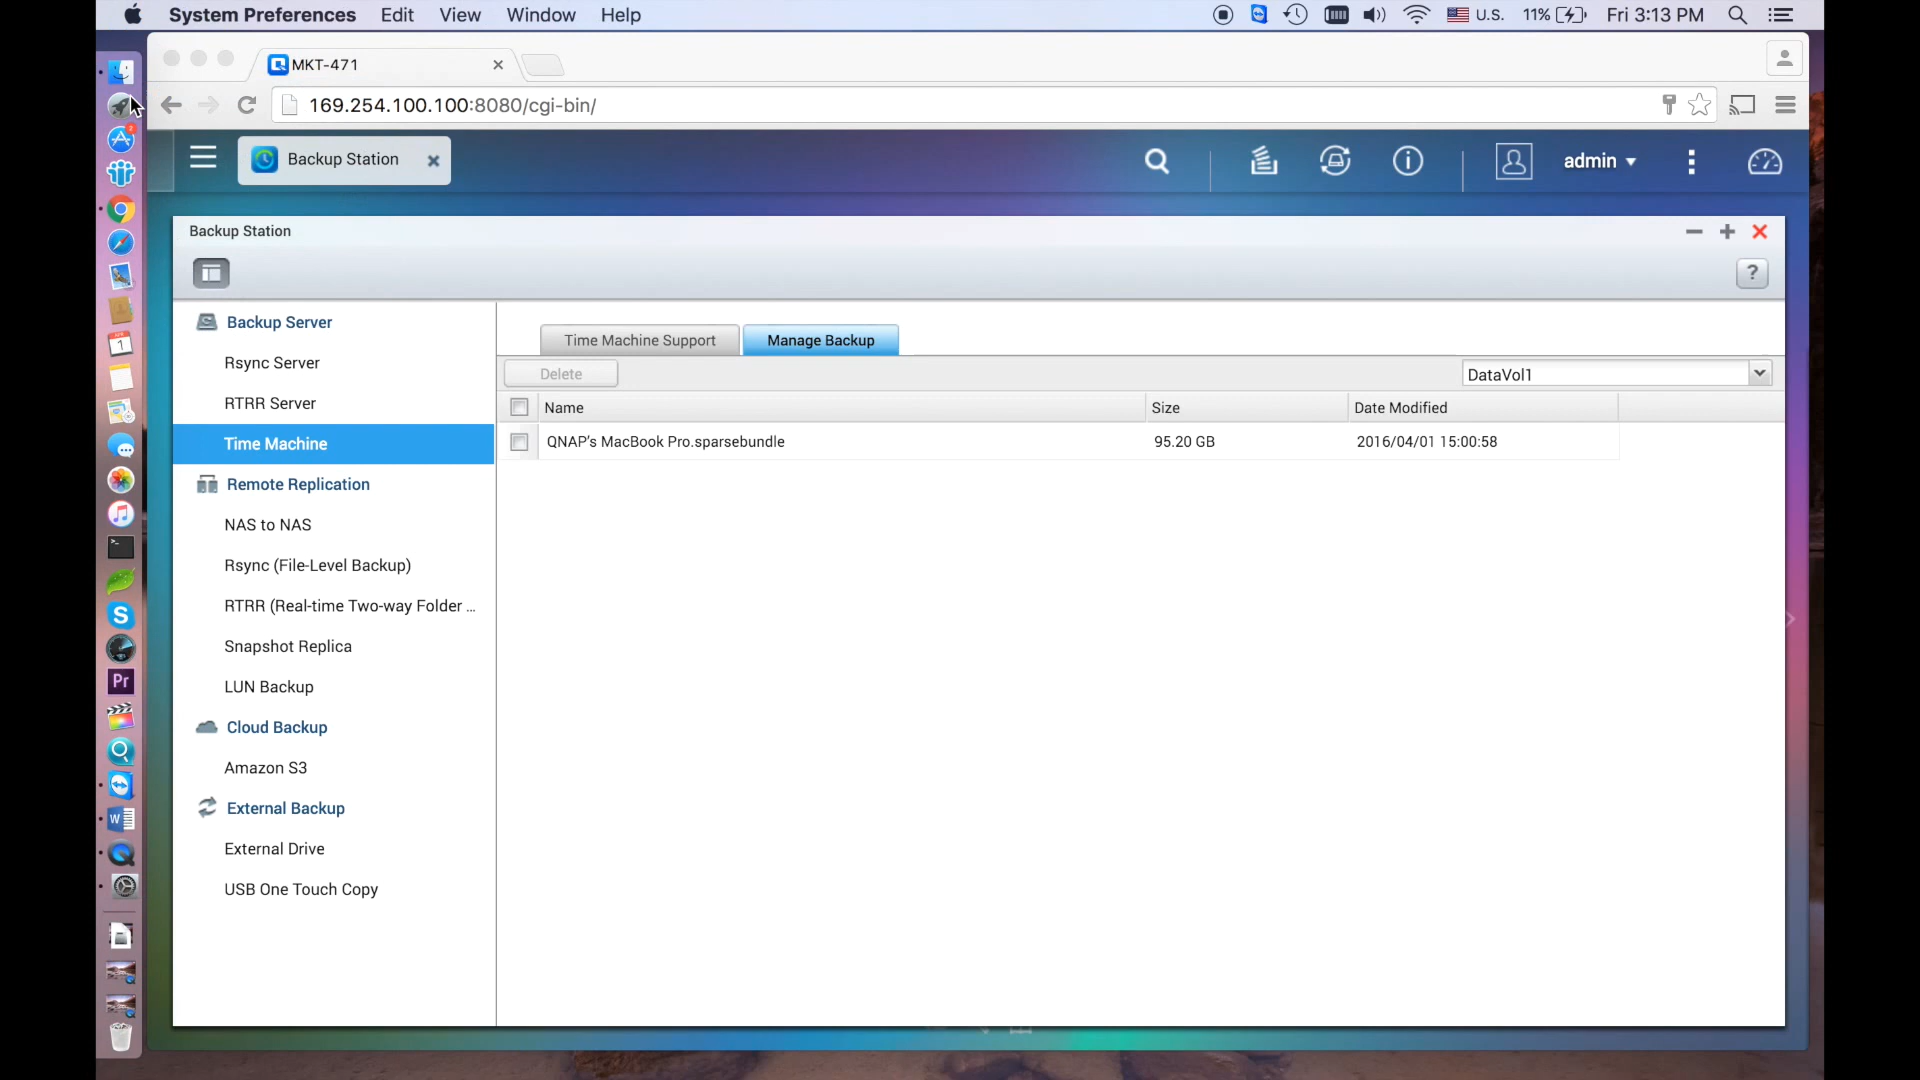 System Preferences Edit View Window Help U.S. 11% Fri 3:13 PM
MKT-471
169.254.100.100:8080/cgi-bin/
Backup Station
admin
Backup Station
?
Backup Server
Rsync Server
RTRR Server
Time Machine
Remote Replication
NAS to NAS
Rsync (File-Level Backup)
RTRR (Real-time Two-way Folder ...
Snapshot Replica
LUN Backup
Cloud Backup
Amazon S3
External Backup
External Drive
USB One Touch Copy
Time Machine Support Manage Backup
Delete DataVol1
Name Size Date Modified
QNAP's MacBook Pro.sparsebundle 95.20 GB 2016/04/01 15:00:58
1
S
Pr
W